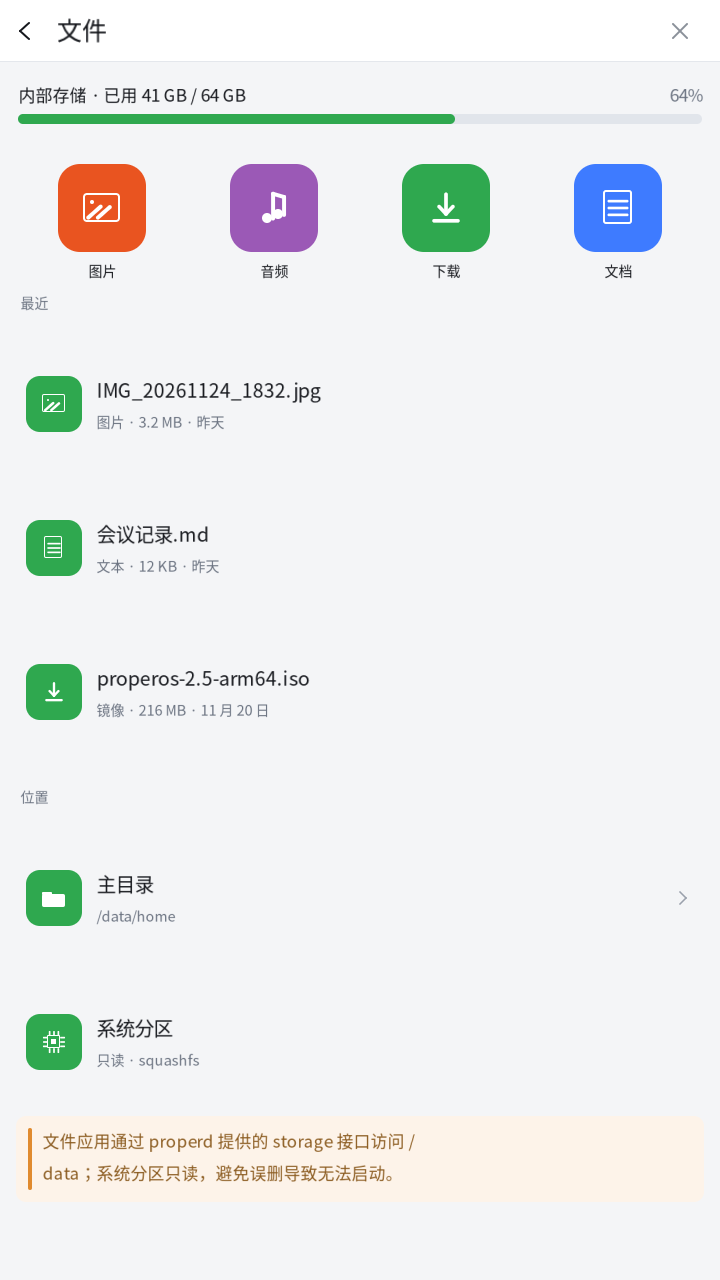 文件
内部存储 · 已用 41 GB / 64 GB
64%
图片
音频
下载
文档
最近
IMG_20261124_1832.jpg
图片 · 3.2 MB · 昨天
会议记录.md
文本 · 12 KB · 昨天
properos-2.5-arm64.iso
镜像 · 216 MB · 11 月 20 日
位置
主目录
/data/home
系统分区
只读 · squashfs
文件应用通过 properd 提供的 storage 接口访问 /
data；系统分区只读，避免误删导致无法启动。